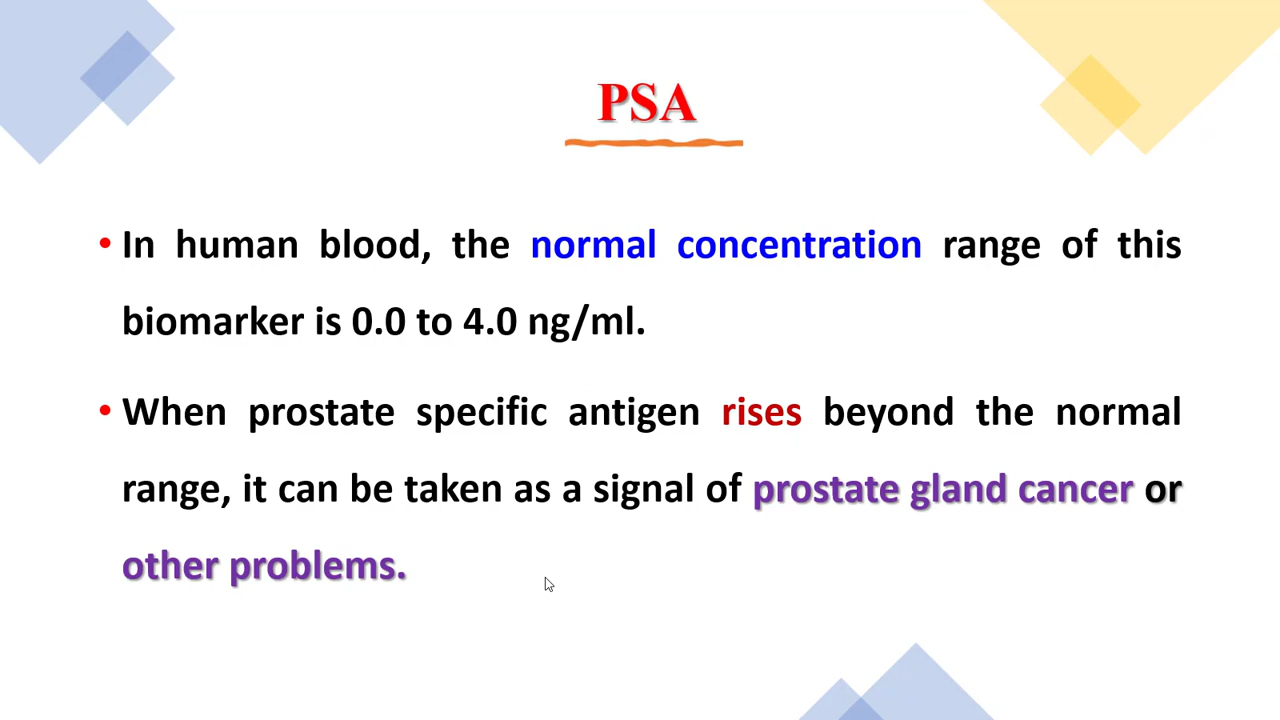 PSA
• In human blood, the normal concentration range of this
biomarker is 0.0 to 4.0 ng/ml.
• When prostate specific antigen rises beyond the normal
range, it can be taken as a signal of prostate gland cancer or
other problems.